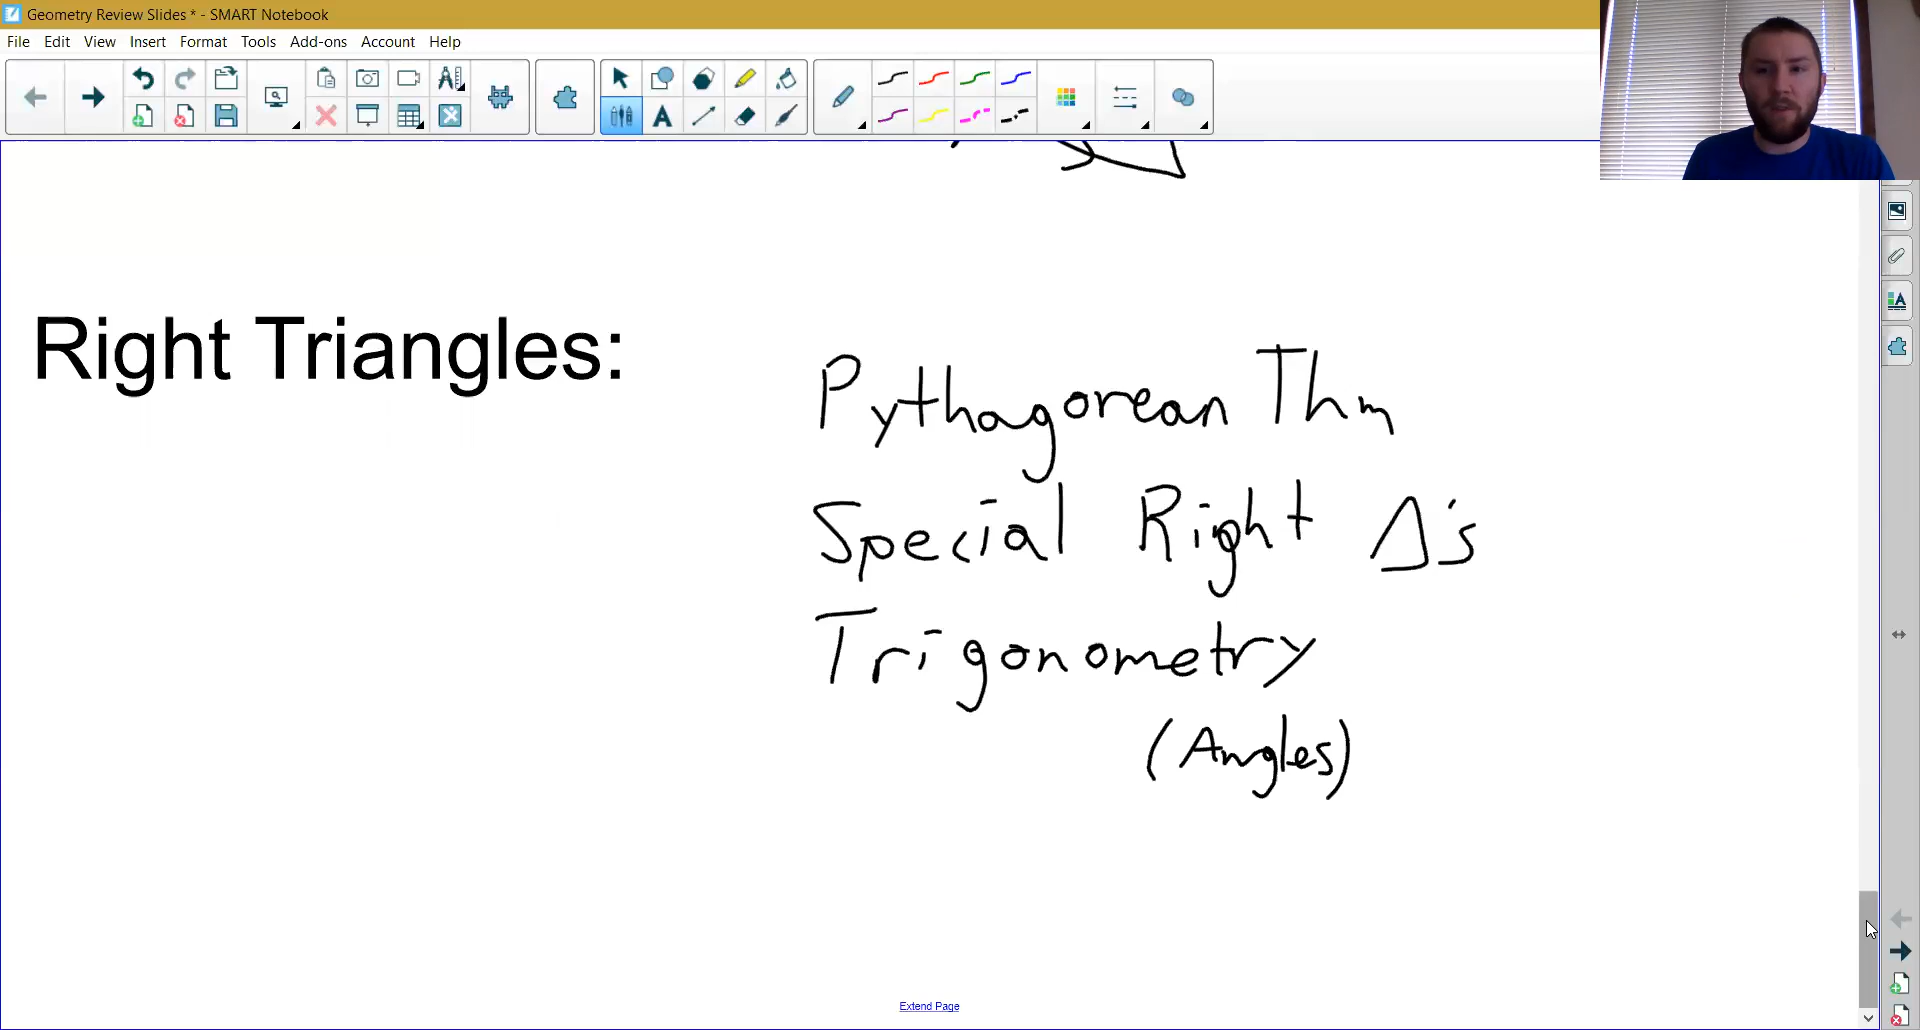 Geometry Review Slides * - SMART Notebook
File Edit View Insert Format Tools Add-ons Account Help
Right Triangles:
Pythagorean Thm
Special Right Δ's
Trigonometry
(Angles)
Extend Page